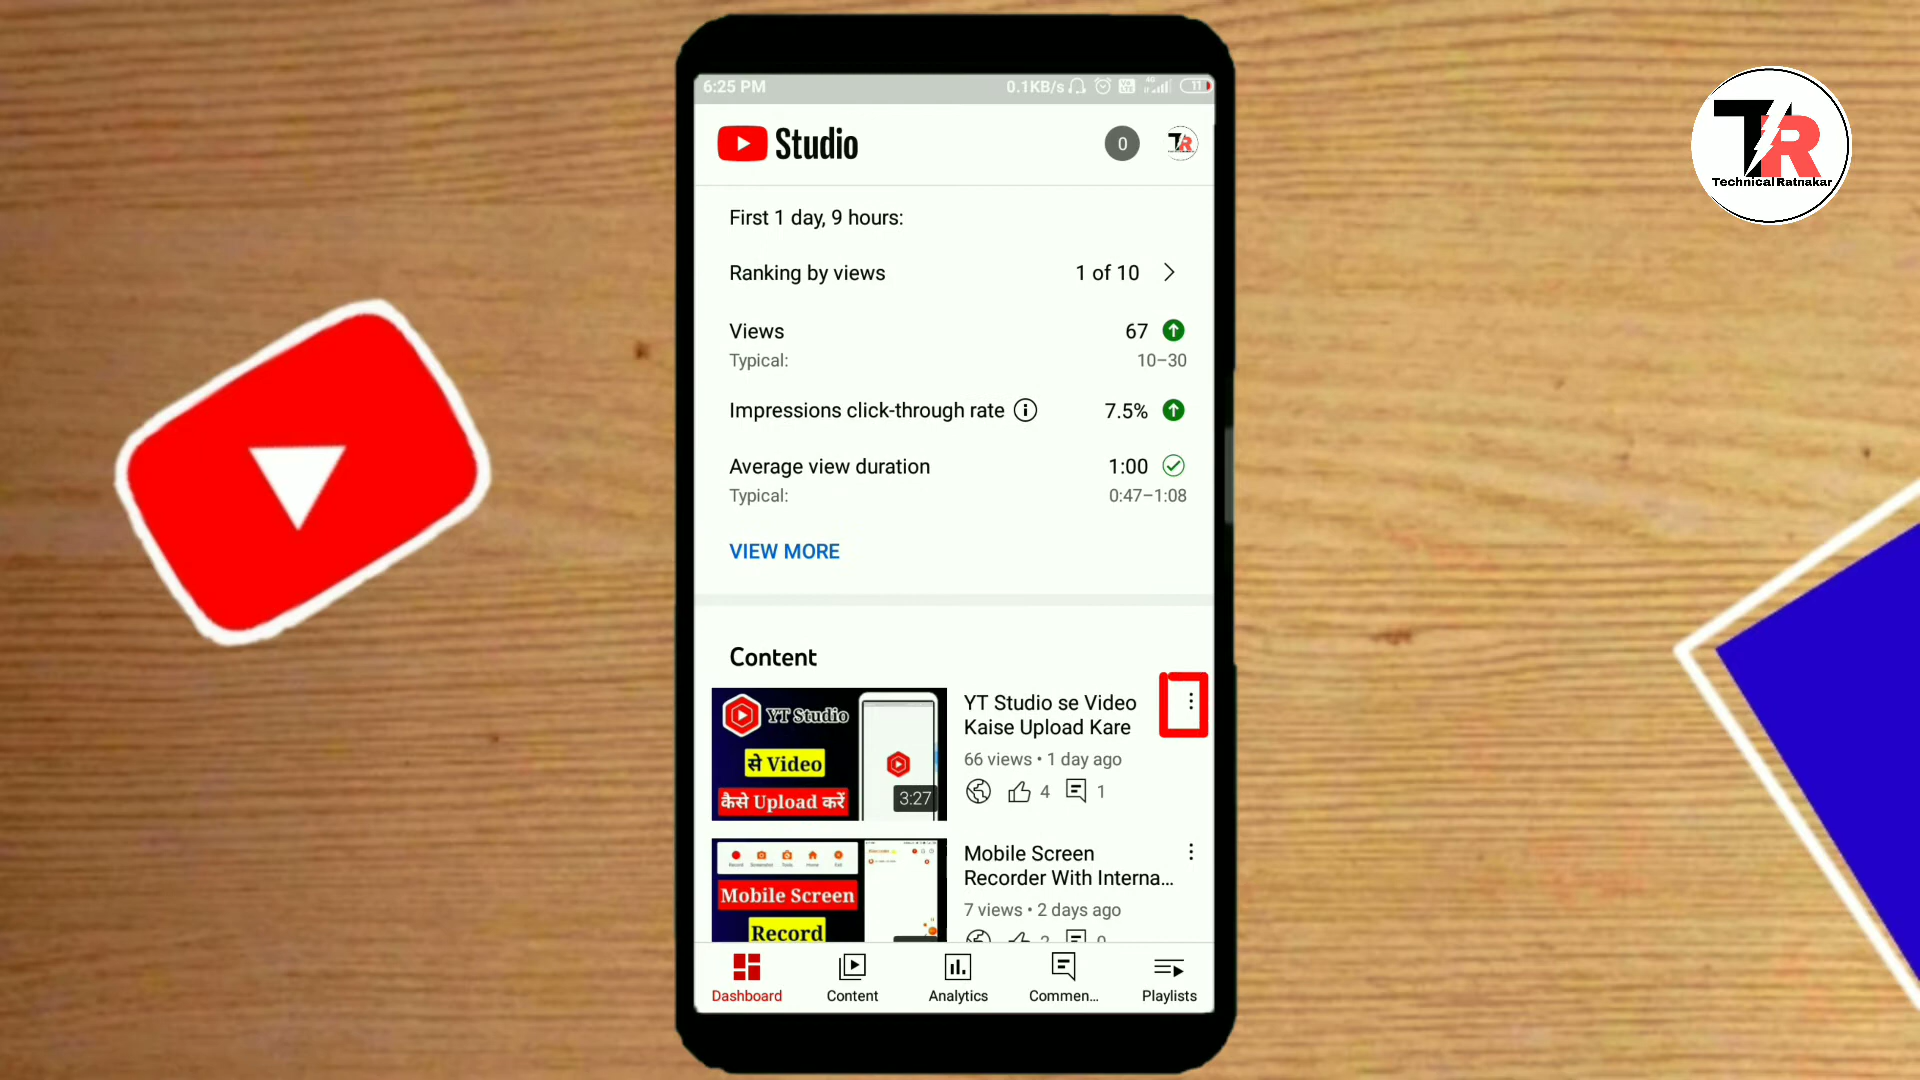 6:25 PM
0.1KB/s
11
Studio
0
TR
Technical Ratnakar
First 1 day, 9 hours:
Ranking by views 1 of 10
Views 67
Typical: 10–30
Impressions click-through rate 7.5%
Average view duration 1:00
Typical: 0:47–1:08
VIEW MORE
Content
YT Studio
से Video
कैसे Upload करें
3:27
YT Studio se Video
Kaise Upload Kare
66 views • 1 day ago
4 1
Mobile Screen
Record
Mobile Screen
Recorder With Interna...
7 views • 2 days ago
Dashboard
Content
Analytics
Commen...
Playlists